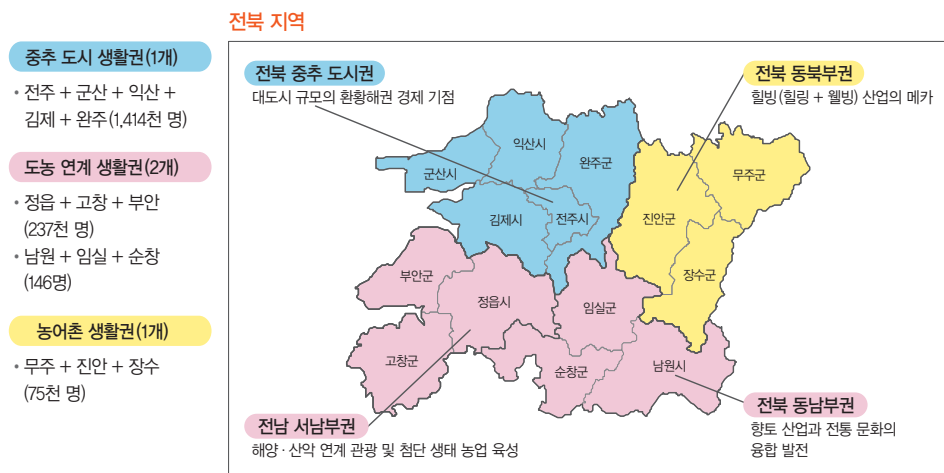 전북 지역
중추 도시 생활권(1개)
• 전주 + 군산 + 익산 +
김제 + 완주(1,414천 명)
도농 연계 생활권(2개)
• 정읍 + 고창 + 부안
(237천 명)
• 남원 + 임실 + 순창
(146명)
농어촌 생활권(1개)
• 무주 + 진안 + 장수
(75천 명)
전북 중추 도시권
대도시 규모의 환황해권 경제 기점
전북 동북부권
힐빙(힐링 + 웰빙) 산업의 메카
익산시
완주군
군산시
무주군
김제시
전주시
진안군
부안군
장수군
정읍시
임실군
고창군
순창군
남원시
전남 서남부권
해양 · 산악 연계 관광 및 첨단 생태 농업 육성
전북 동남부권
향토 산업과 전통 문화의
융합 발전